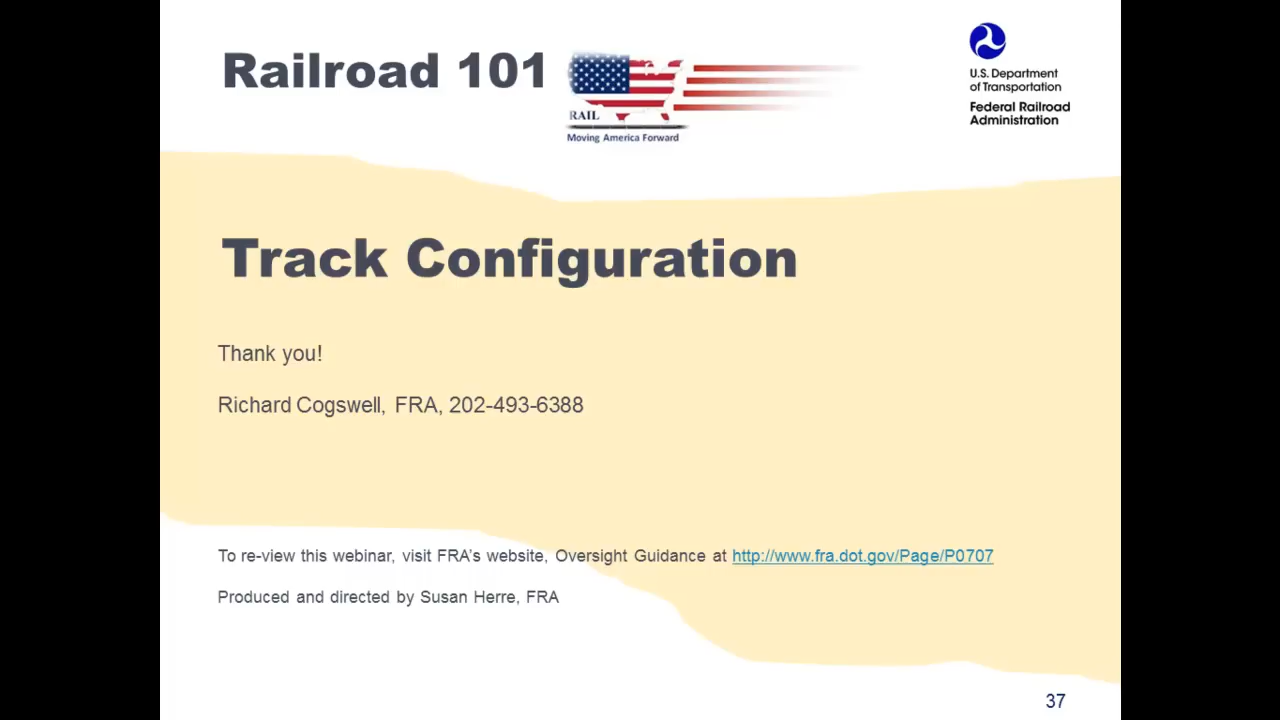 Railroad 101
RAIL
Moving America Forward
U.S. Department
of Transportation
Federal Railroad
Administration
Track Configuration
Thank you!
Richard Cogswell, FRA, 202-493-6388
To re-view this webinar, visit FRA's website, Oversight Guidance at http://www.fra.dot.gov/Page/P0707
Produced and directed by Susan Herre, FRA
37